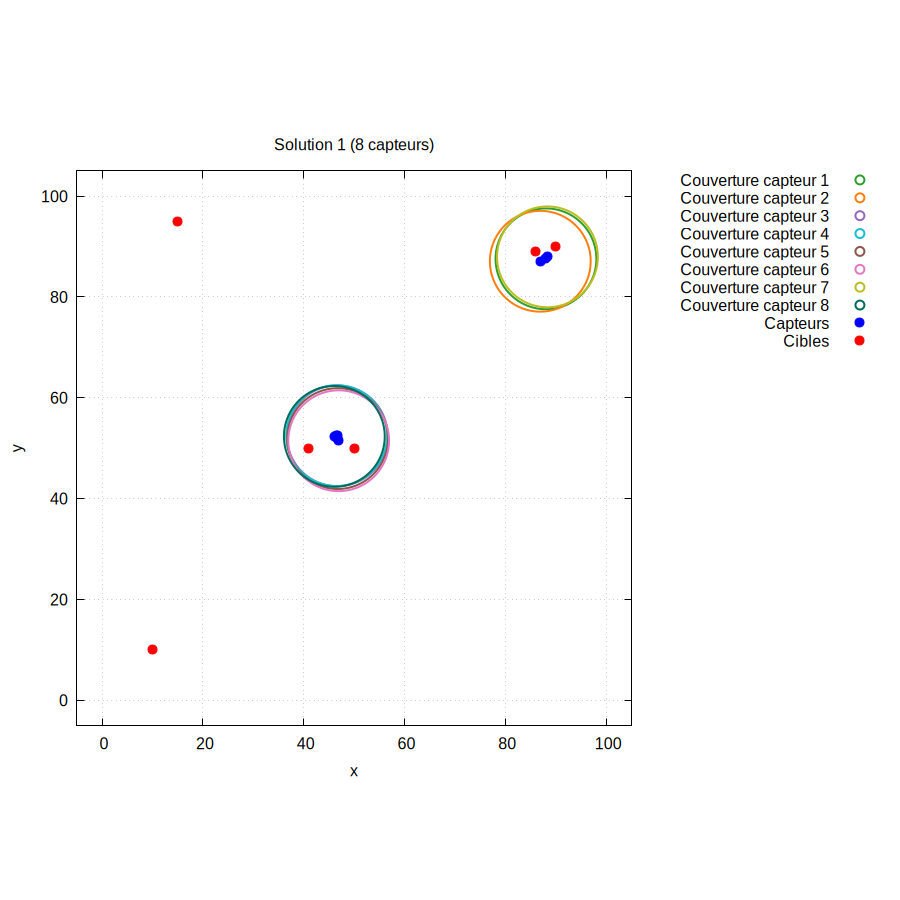 Solution 1 (8 capteurs)
Couverture capteur 1
Couverture capteur 2
Couverture capteur 3
Couverture capteur 4
Couverture capteur 5
Couverture capteur 6
Couverture capteur 7
Couverture capteur 8
Capteurs
Cibles
100
80
60
40
20
0
y
0 20 40 60 80 100
x